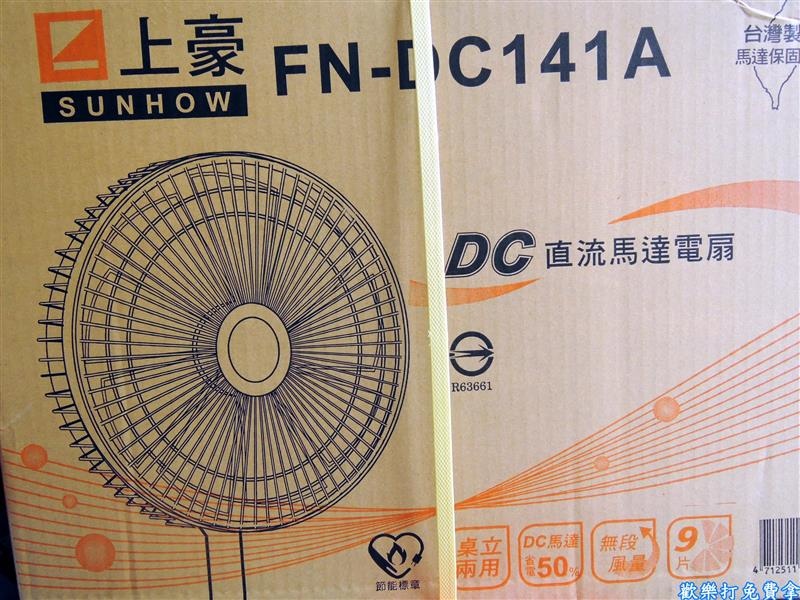 上豪
SUNHOW
FN-DC141A
台灣製
馬達保固
DC 直流馬達電扇
R63661
節能標章
桌立
兩用
DC馬達
省電50%
無段
風量
9
片
4 712511
歡樂打免費拿